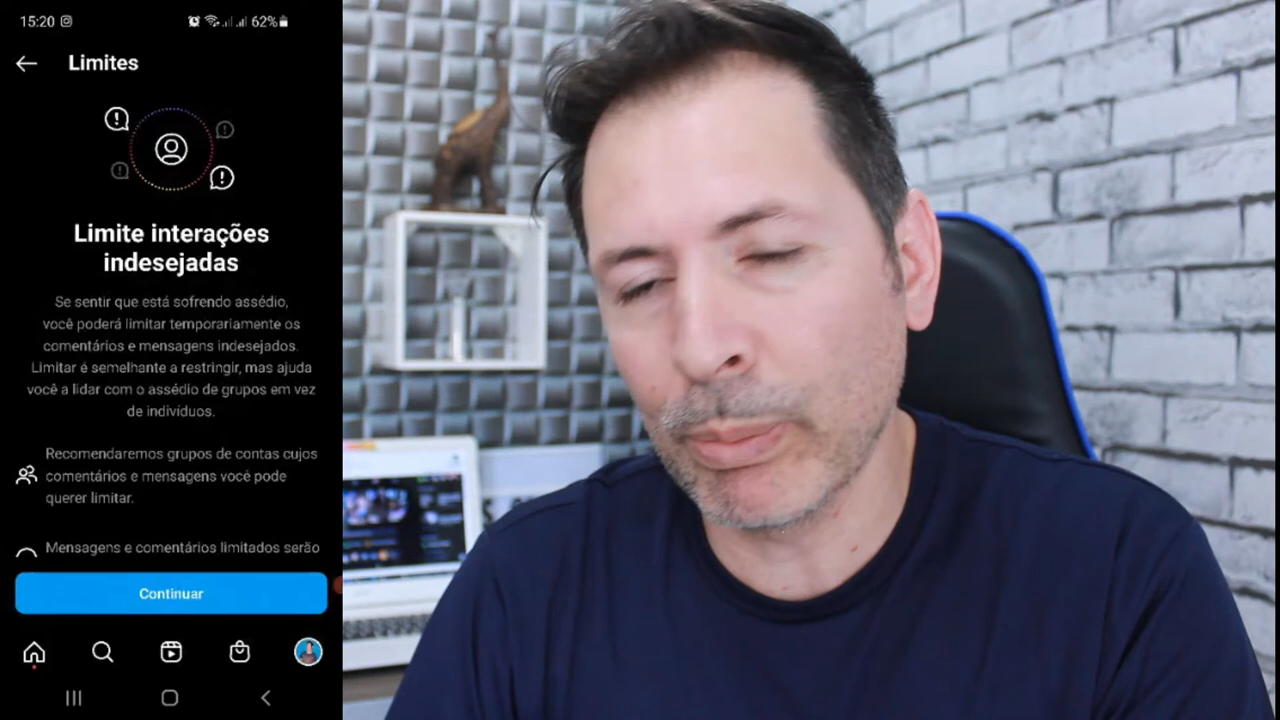 15:20
62%
Limites
Limite interações
indesejadas
Se sentir que está sofrendo assédio,
você poderá limitar temporariamente os
comentários e mensagens indesejados.
Limitar é semelhante a restringir, mas ajuda
você a lidar com o assédio de grupos em vez
de indivíduos.
Recomendaremos grupos de contas cujos
comentários e mensagens você pode
querer limitar.
Mensagens e comentários limitados serão
Continuar